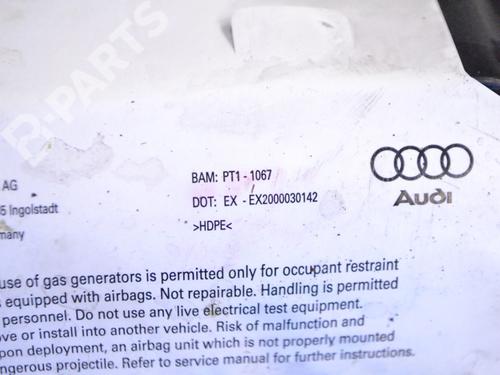 B-PARTS
AG
BAM: PT1 - 1067
5 Ingolstadt
DOT: EX - EX2000030142
Audi
many
>HDPE<
use of gas generators is permitted only for occupant restraint
s equipped with airbags. Not repairable. Handling is permitted
personnel. Do not use any live electrical test equipment.
ove or install into another vehicle. Risk of malfunction and
pon deployment, an airbag unit which is not properly mounted
ngerous projectile. Refer to service manual for further instructions.